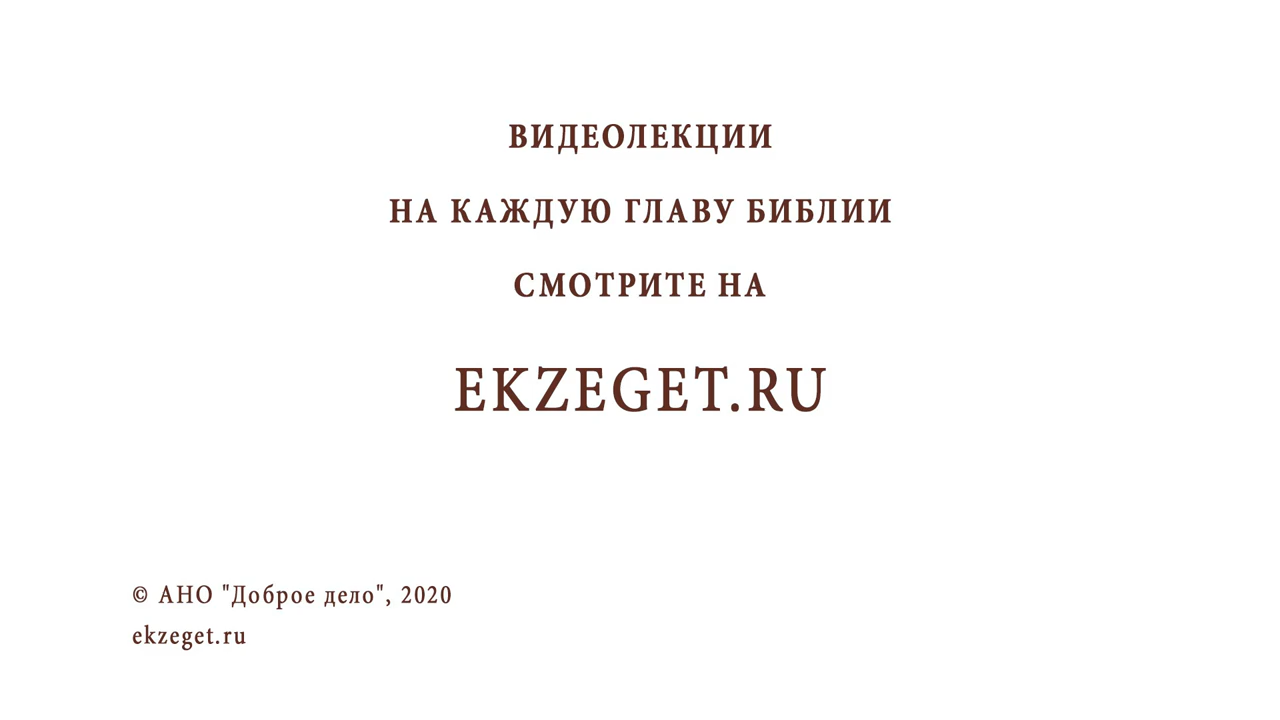 ВИДЕОЛЕКЦИИ
НА КАЖДУЮ ГЛАВУ БИБЛИИ
СМОТРИТЕ НА
EKZEGET.RU
© АНО "Доброе дело", 2020
ekzeget.ru